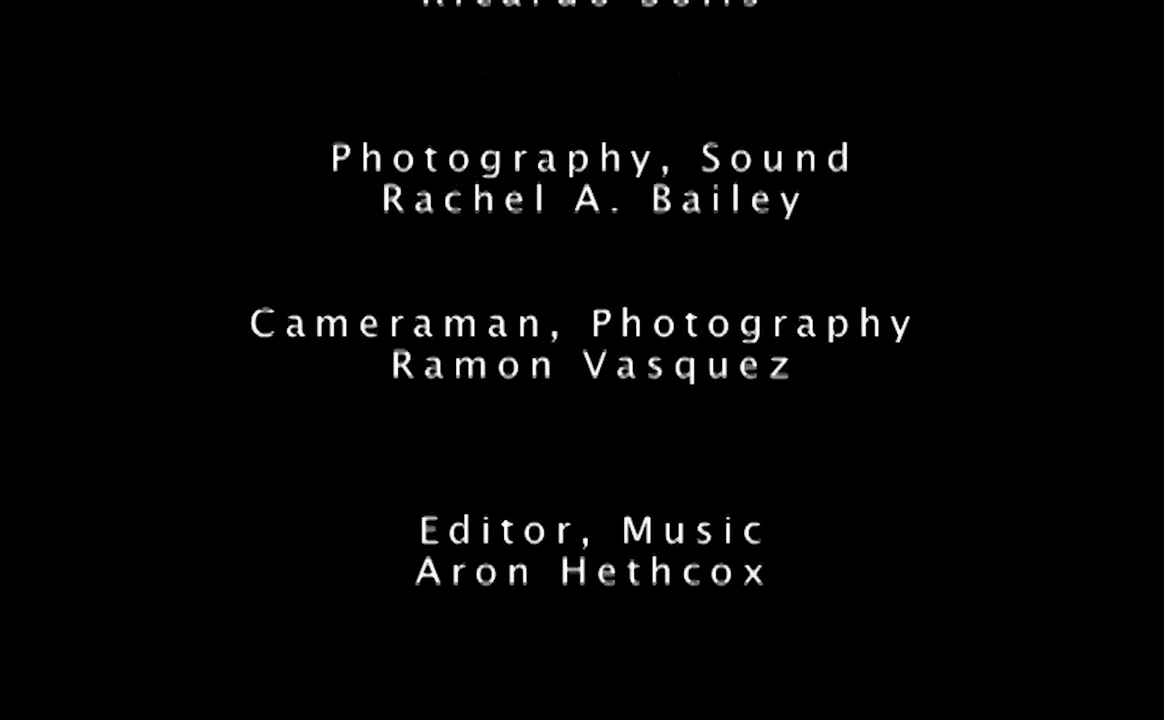 Photography, Sound
Rachel A. Bailey
Cameraman, Photography
Ramon Vasquez
Editor, Music
Aron Hethcox